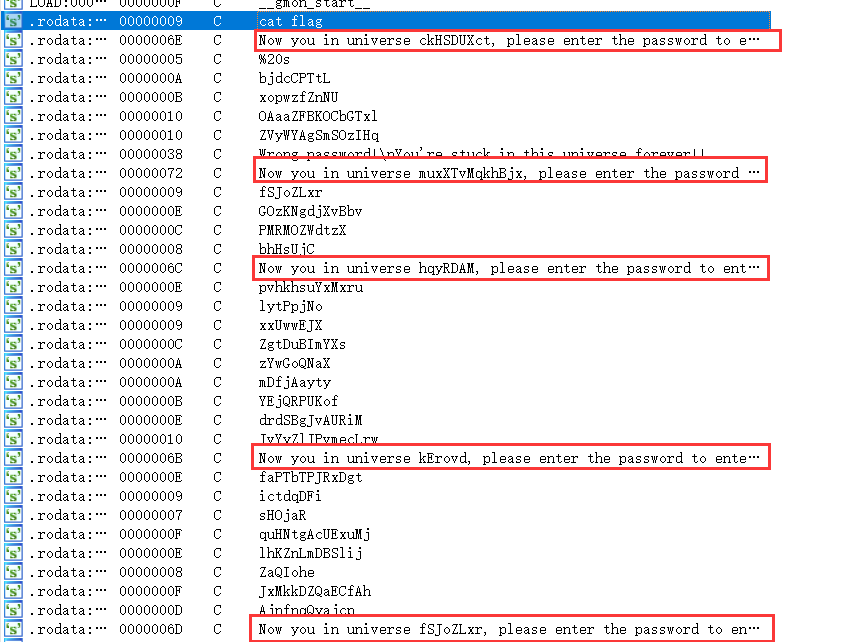 LOAD:000··· 0000000F C __gmon_start__
.rodata:··· 00000009 C cat flag
.rodata:··· 0000006E C Now you in universe ckHSDUXct, please enter the password to e···
.rodata:··· 00000005 C %20s
.rodata:··· 0000000A C bjdcCPTtL
.rodata:··· 0000000B C xopwzfZnNU
.rodata:··· 00000010 C OAaaZFBKOCbGTxl
.rodata:··· 00000010 C ZVyWYAgSmSOzIHq
.rodata:··· 00000038 C Wrong password!\nYou're stuck in this universe forever!!
.rodata:··· 00000072 C Now you in universe muxXTvMqkhBjx, please enter the password ···
.rodata:··· 00000009 C fSJoZLxr
.rodata:··· 0000000E C GOzKNgdjXvBbv
.rodata:··· 0000000C C PMRMOZWdtzX
.rodata:··· 00000008 C bhHsUjC
.rodata:··· 0000006C C Now you in universe hqyRDAM, please enter the password to ent···
.rodata:··· 0000000E C pvhkhsuYxMxru
.rodata:··· 00000009 C lytPpjNo
.rodata:··· 00000009 C xxUwwEJX
.rodata:··· 0000000C C ZgtDuBImYXs
.rodata:··· 0000000A C zYwGoQNaX
.rodata:··· 0000000A C mDfjAayty
.rodata:··· 0000000B C YEjQRPUKof
.rodata:··· 0000000E C drdSBgJvAURiM
.rodata:··· 00000010 C JyYyZlJPymecLrw
.rodata:··· 0000006B C Now you in universe kErovd, please enter the password to ente···
.rodata:··· 0000000E C faPTbTPJRxDgt
.rodata:··· 00000009 C ictdqDFi
.rodata:··· 00000007 C sHOjaR
.rodata:··· 0000000F C quHNtgAcUExuMj
.rodata:··· 0000000E C lhKZnLmDBSlij
.rodata:··· 00000008 C ZaQIohe
.rodata:··· 0000000F C JxMkkDZQaECfAh
.rodata:··· 0000000D C AjnfnqQvajcn
.rodata:··· 0000006D C Now you in universe fSJoZLxr, please enter the password to en···